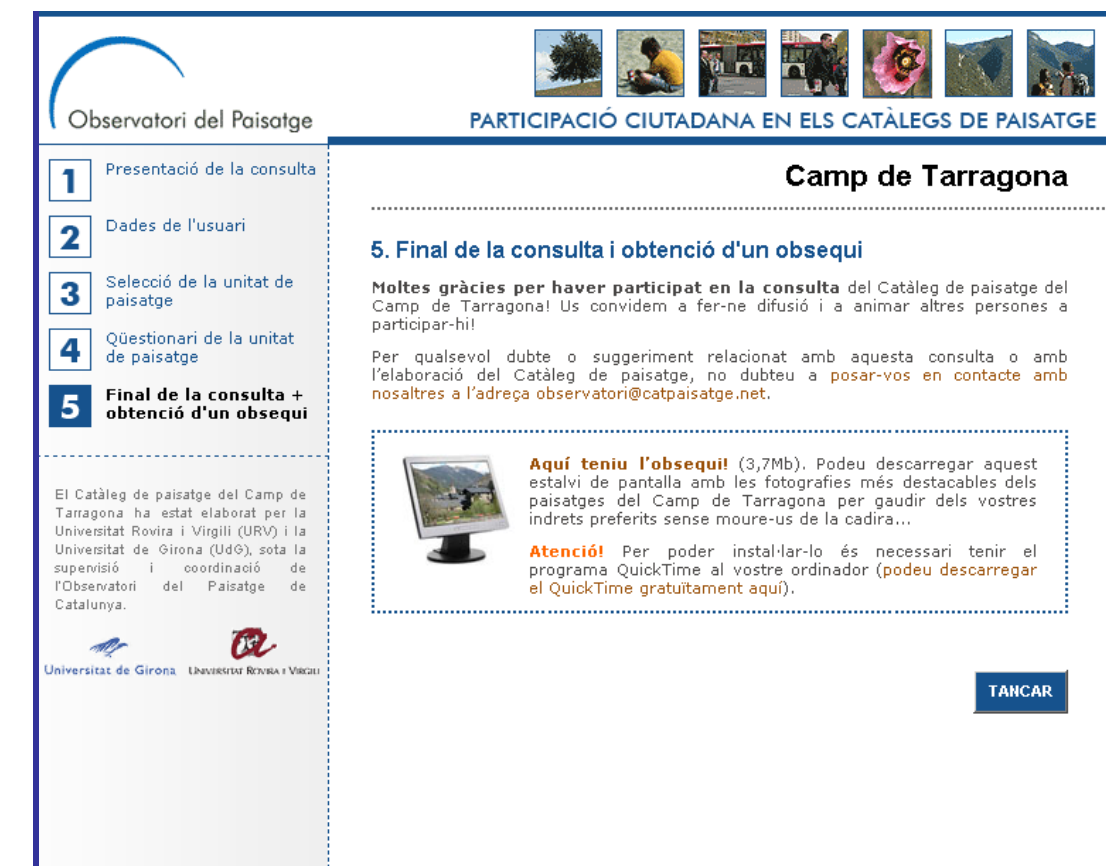 Observatori del Paisatge
PARTICIPACIÓ CIUTADANA EN ELS CATÀLEGS DE PAISATGE
1
Presentació de la consulta
2
Dades de l'usuari
3
Selecció de la unitat de
paisatge
4
Qüestionari de la unitat
de paisatge
5
Final de la consulta +
obtenció d'un obsequi
El Catàleg de paisatge del Camp de
Tarragona ha estat elaborat per la
Universitat Rovira i Virgili (URV) i la
Universitat de Girona (UdG), sota la
supervisió i coordinació de
l'Observatori del Paisatge de
Catalunya.
Universitat de Girona
UNIVERSITAT ROVIRA I VIRGILI
Camp de Tarragona
5. Final de la consulta i obtenció d'un obsequi
Moltes gràcies per haver participat en la consulta del Catàleg de paisatge del
Camp de Tarragona! Us convidem a fer-ne difusió i a animar altres persones a
participar-hi!
Per qualsevol dubte o suggeriment relacionat amb aquesta consulta o amb
l'elaboració del Catàleg de paisatge, no dubteu a posar-vos en contacte amb
nosaltres a l'adreça observatori@catpaisatge.net.
Aquí teniu l'obsequi! (3,7Mb). Podeu descarregar aquest
estalvi de pantalla amb les fotografies més destacables dels
paisatges del Camp de Tarragona per gaudir dels vostres
indrets preferits sense moure-us de la cadira...
Atenció! Per poder instal·lar-lo és necessari tenir el
programa QuickTime al vostre ordinador (podeu descarregar
el QuickTime gratuïtament aquí).
TANCAR